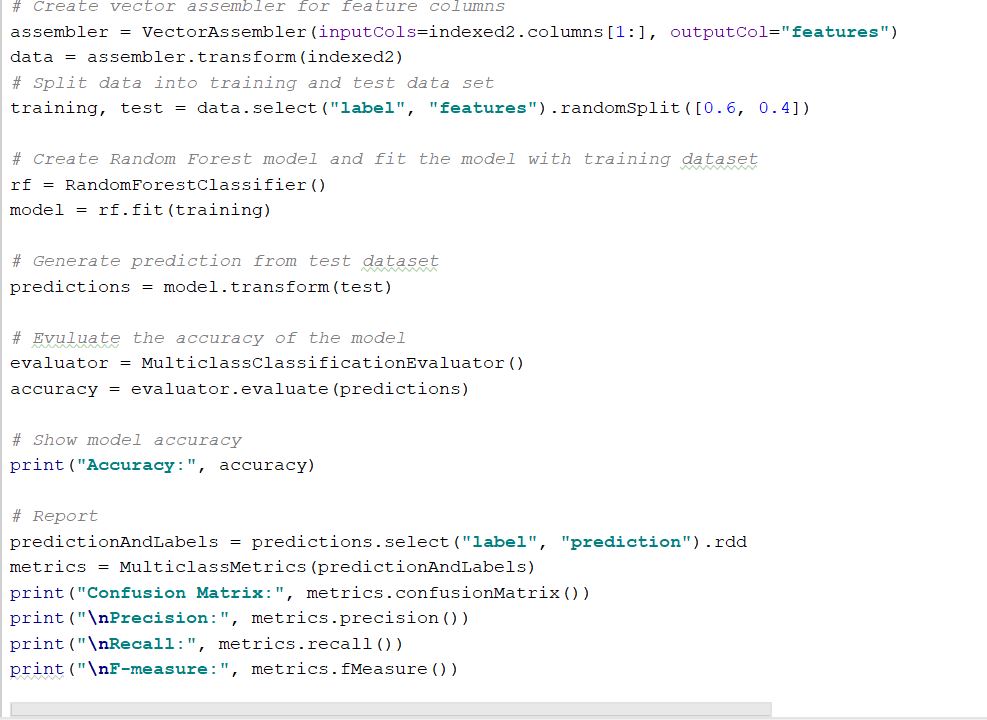 # Create vector assembler for feature columns
assembler = VectorAssembler(inputCols=indexed2.columns[1:], outputCol="features")
data = assembler.transform(indexed2)
# Split data into training and test data set
training, test = data.select("label", "features").randomSplit([0.6, 0.4])
# Create Random Forest model and fit the model with training dataset
rf = RandomForestClassifier()
model = rf.fit(training)
# Generate prediction from test dataset
predictions = model.transform(test)
# Evuluate the accuracy of the model
evaluator = MulticlassClassificationEvaluator()
accuracy = evaluator.evaluate(predictions)
# Show model accuracy
print("Accuracy:", accuracy)
# Report
predictionAndLabels = predictions.select("label", "prediction").rdd
metrics = MulticlassMetrics(predictionAndLabels)
print("Confusion Matrix:", metrics.confusionMatrix())
print("\nPrecision:", metrics.precision())
print("\nRecall:", metrics.recall())
print("\nF-measure:", metrics.fMeasure())